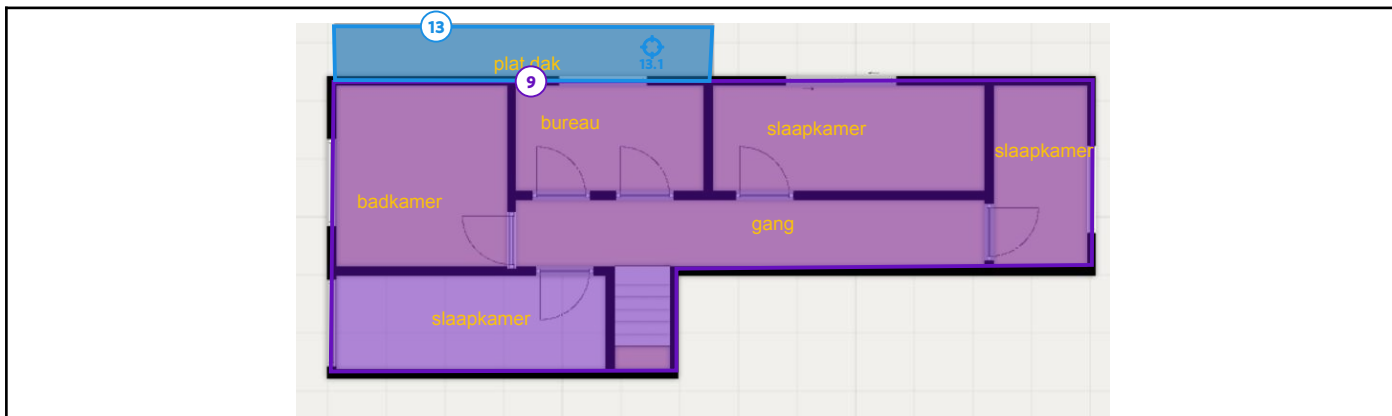 13
plat dak
13.1
9
bureau
slaapkamer
slaapkamer
badkamer
gang
slaapkamer